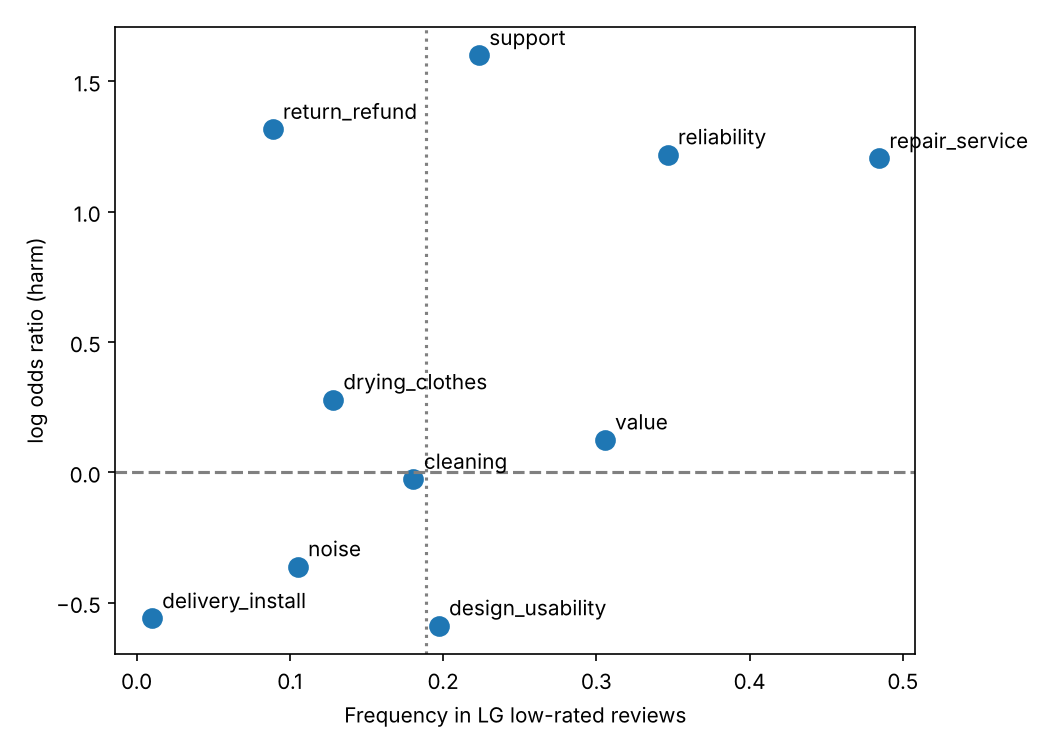 support
return_refund
reliability
repair_service
drying_clothes
value
cleaning
noise
delivery_install
design_usability
1.5
1.0
0.5
0.0
−0.5
log odds ratio (harm)
0.0
0.1
0.2
0.3
0.4
0.5
Frequency in LG low-rated reviews